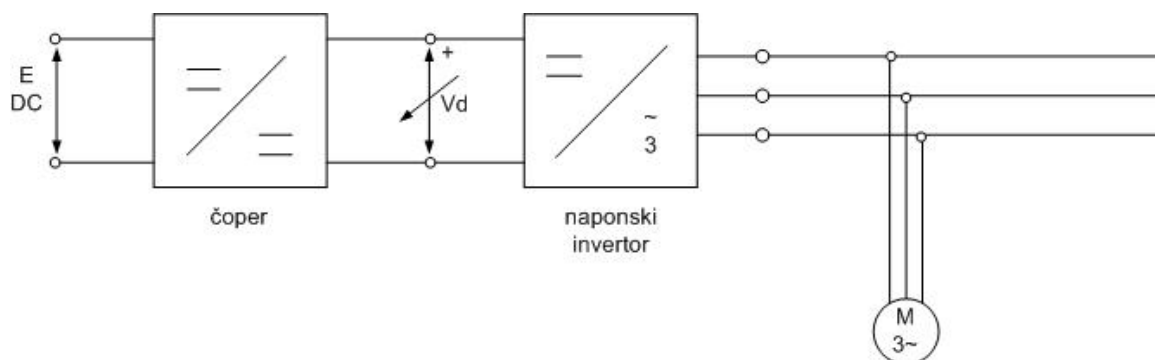 E
DC
+
Vd
~
3
čoper
naponski
invertor
M
3~